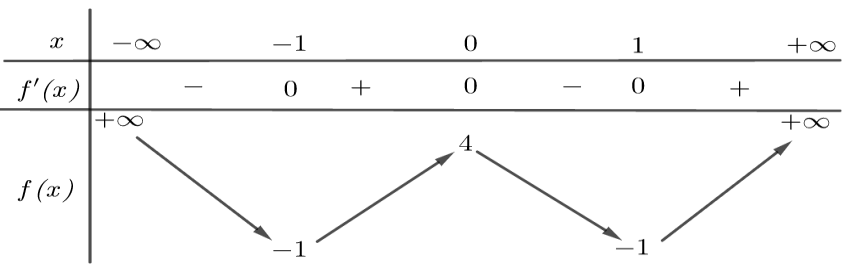 x −∞ −1 0 1 +∞
f′(x) − 0 + 0 − 0 +
+∞ +∞
4
f(x)
−1 −1